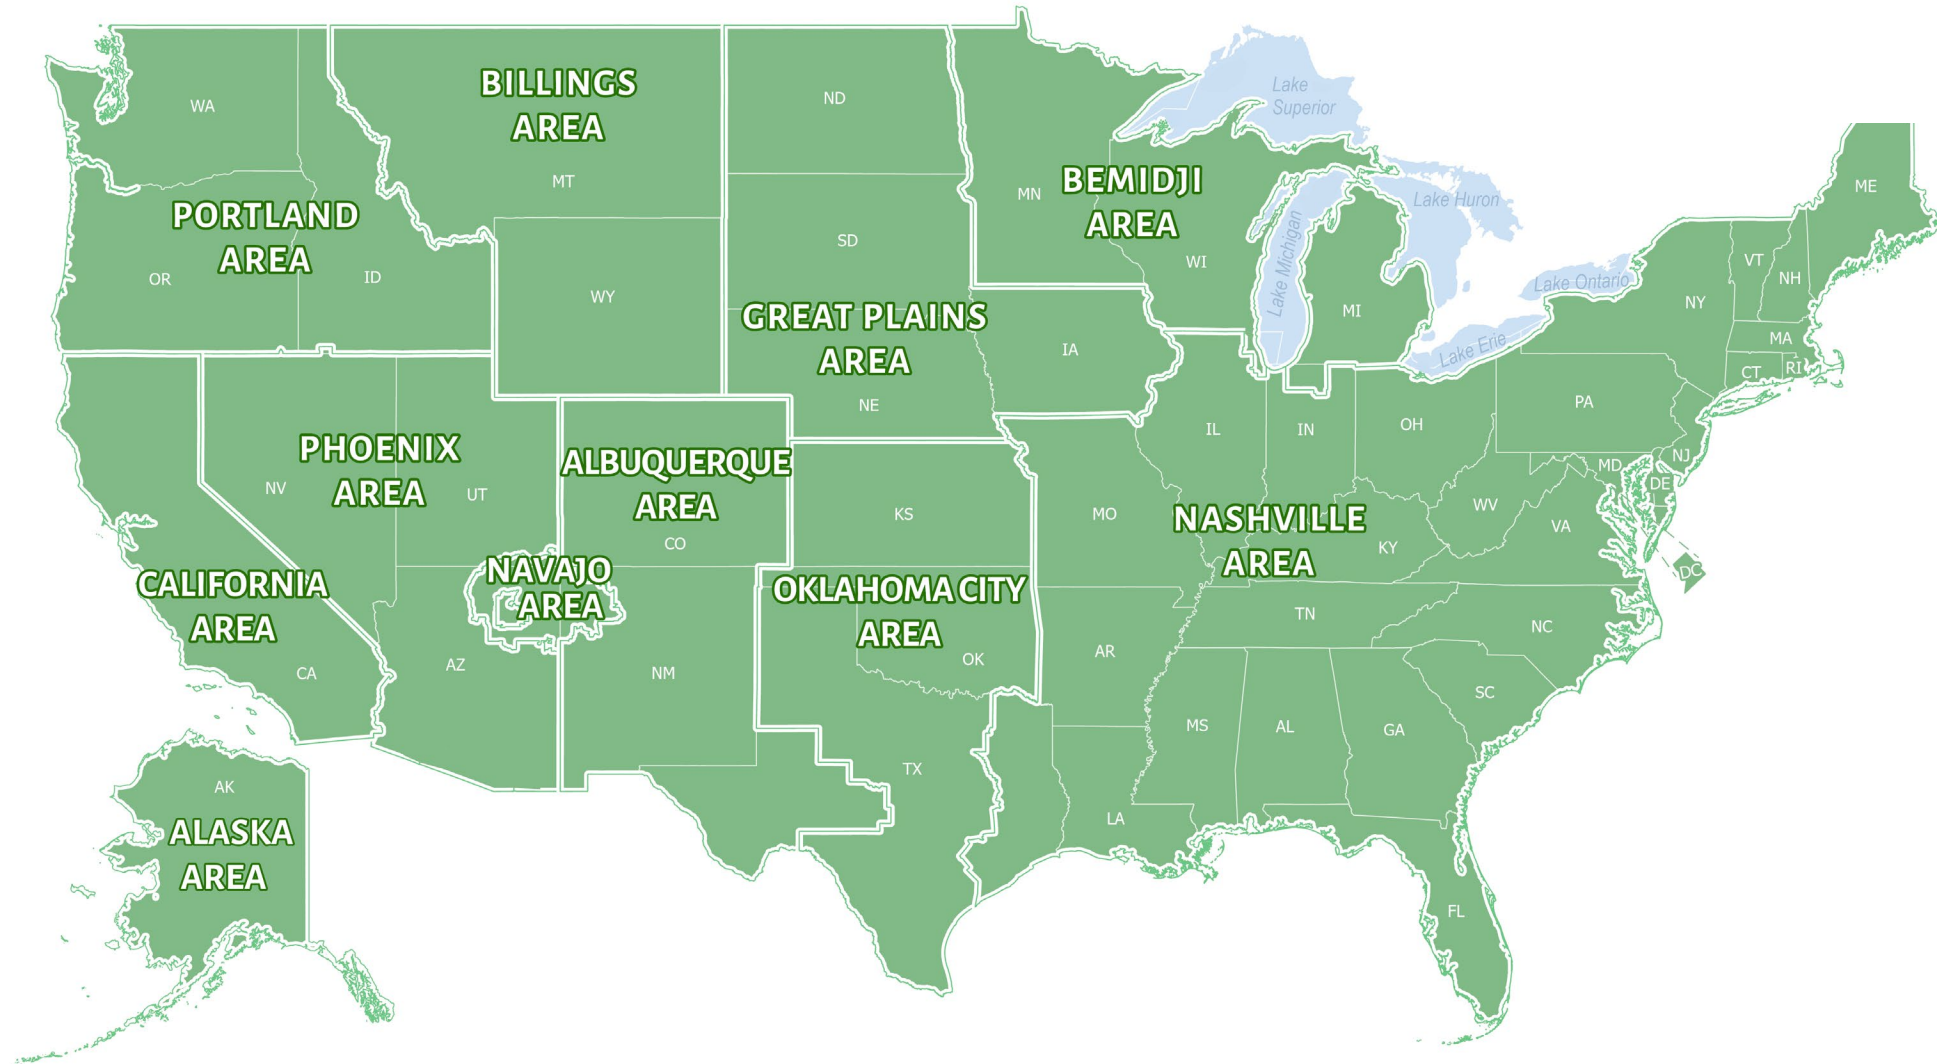 BILLINGS
AREA
MT
WA
PORTLAND
AREA
OR
ID
WY
ND
SD
GREAT PLAINS
AREA
NE
IA
MN
BEMIDJI
AREA
WI
MI
Lake
Superior
Lake Michigan
Lake Huron
Lake Erie
Lake Ontario
ME
VT
NH
NY
MA
CT
RI
PA
NJ
MD
DE
DC
PHOENIX
AREA
NV
UT
AZ
ALBUQUERQUE
AREA
CO
NM
NAVAJO
AREA
CALIFORNIA
AREA
CA
KS
OKLAHOMA CITY
AREA
OK
TX
NASHVILLE
AREA
MO
IL
IN
OH
KY
WV
VA
TN
NC
SC
AR
LA
MS
AL
GA
FL
AK
ALASKA
AREA